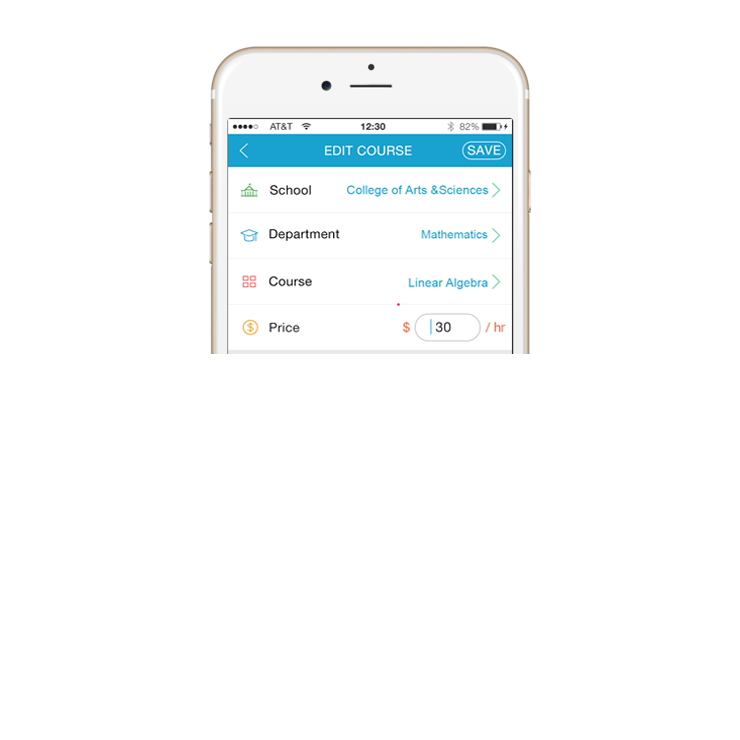 AT&T 12:30 82%
EDIT COURSE SAVE
School College of Arts &Sciences
Department Mathematics
Course Linear Algebra
$ Price $ 30 / hr